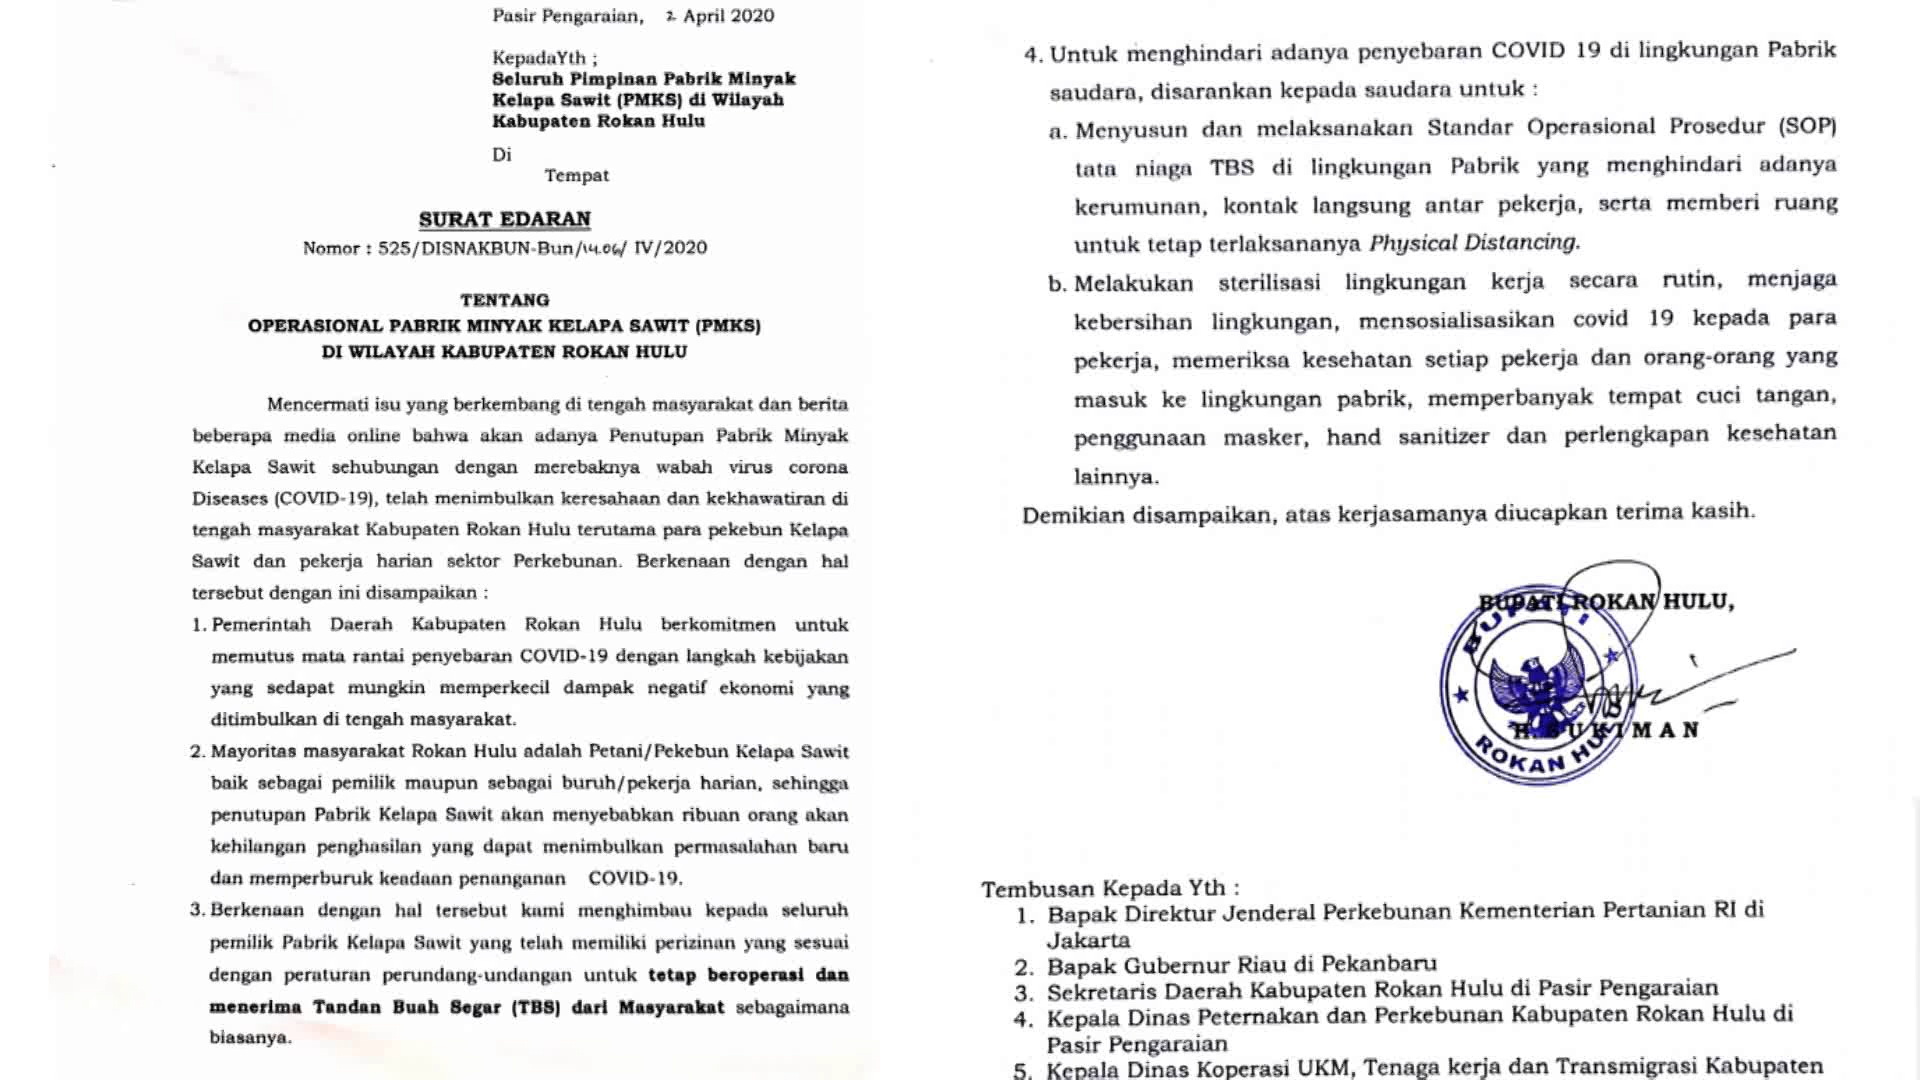 Pasir Pengaraian, 2 April 2020
KepadaYth ;
Seluruh Pimpinan Pabrik Minyak
Kelapa Sawit (PMKS) di Wilayah
Kabupaten Rokan Hulu
Di
Tempat
SURAT EDARAN
Nomor : 525/DISNAKBUN-Bun/14.06/ IV/2020
TENTANG
OPERASIONAL PABRIK MINYAK KELAPA SAWIT (PMKS)
DI WILAYAH KABUPATEN ROKAN HULU
Mencermati isu yang berkembang di tengah masyarakat dan berita
beberapa media online bahwa akan adanya Penutupan Pabrik Minyak
Kelapa Sawit sehubungan dengan merebaknya wabah virus corona
Diseases (COVID-19), telah menimbulkan keresahaan dan kekhawatiran di
tengah masyarakat Kabupaten Rokan Hulu terutama para pekebun Kelapa
Sawit dan pekerja harian sektor Perkebunan. Berkenaan dengan hal
tersebut dengan ini disampaikan :
1. Pemerintah Daerah Kabupaten Rokan Hulu berkomitmen untuk
memutus mata rantai penyebaran COVID-19 dengan langkah kebijakan
yang sedapat mungkin memperkecil dampak negatif ekonomi yang
ditimbulkan di tengah masyarakat.
2. Mayoritas masyarakat Rokan Hulu adalah Petani/Pekebun Kelapa Sawit
baik sebagai pemilik maupun sebagai buruh/pekerja harian, sehingga
penutupan Pabrik Kelapa Sawit akan menyebabkan ribuan orang akan
kehilangan penghasilan yang dapat menimbulkan permasalahan baru
dan memperburuk keadaan penanganan COVID-19.
3. Berkenaan dengan hal tersebut kami menghimbau kepada seluruh
pemilik Pabrik Kelapa Sawit yang telah memiliki perizinan yang sesuai
dengan peraturan perundang-undangan untuk tetap beroperasi dan
menerima Tandan Buah Segar (TBS) dari Masyarakat sebagaimana
biasanya.
4. Untuk menghindari adanya penyebaran COVID 19 di lingkungan Pabrik
saudara, disarankan kepada saudara untuk :
a. Menyusun dan melaksanakan Standar Operasional Prosedur (SOP)
tata niaga TBS di lingkungan Pabrik yang menghindari adanya
kerumunan, kontak langsung antar pekerja, serta memberi ruang
untuk tetap terlaksananya Physical Distancing.
b. Melakukan sterilisasi lingkungan kerja secara rutin, menjaga
kebersihan lingkungan, mensosialisasikan covid 19 kepada para
pekerja, memeriksa kesehatan setiap pekerja dan orang-orang yang
masuk ke lingkungan pabrik, memperbanyak tempat cuci tangan,
penggunaan masker, hand sanitizer dan perlengkapan kesehatan
lainnya.
Demikian disampaikan, atas kerjasamanya diucapkan terima kasih.
BUPATI ROKAN HULU,
BUPATI
ROKAN HULU
H. SUKIMAN
Tembusan Kepada Yth :
1. Bapak Direktur Jenderal Perkebunan Kementerian Pertanian RI di
Jakarta
2. Bapak Gubernur Riau di Pekanbaru
3. Sekretaris Daerah Kabupaten Rokan Hulu di Pasir Pengaraian
4. Kepala Dinas Peternakan dan Perkebunan Kabupaten Rokan Hulu di
Pasir Pengaraian
5. Kepala Dinas Koperasi UKM, Tenaga kerja dan Transmigrasi Kabupaten